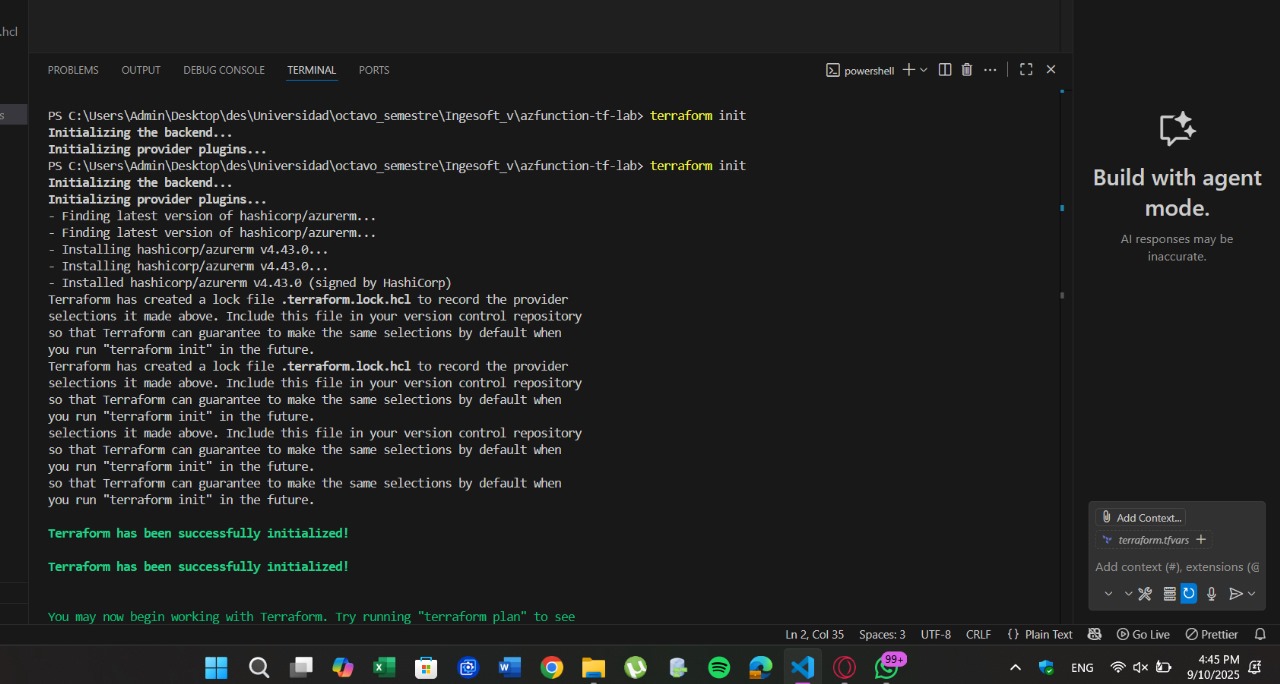 .hcl
s
PROBLEMS OUTPUT DEBUG CONSOLE TERMINAL PORTS
powershell
PS C:\Users\Admin\Desktop\des\Universidad\octavo_semestre\Ingesoft_v\azfunction-tf-lab> terraform init
Initializing the backend...
Initializing provider plugins...
PS C:\Users\Admin\Desktop\des\Universidad\octavo_semestre\Ingesoft_v\azfunction-tf-lab> terraform init
Initializing the backend...
Initializing provider plugins...
- Finding latest version of hashicorp/azurerm...
- Finding latest version of hashicorp/azurerm...
- Installing hashicorp/azurerm v4.43.0...
- Installing hashicorp/azurerm v4.43.0...
- Installed hashicorp/azurerm v4.43.0 (signed by HashiCorp)
Terraform has created a lock file .terraform.lock.hcl to record the provider
selections it made above. Include this file in your version control repository
so that Terraform can guarantee to make the same selections by default when
you run "terraform init" in the future.
Terraform has created a lock file .terraform.lock.hcl to record the provider
selections it made above. Include this file in your version control repository
so that Terraform can guarantee to make the same selections by default when
you run "terraform init" in the future.
selections it made above. Include this file in your version control repository
so that Terraform can guarantee to make the same selections by default when
you run "terraform init" in the future.
so that Terraform can guarantee to make the same selections by default when
you run "terraform init" in the future.
Terraform has been successfully initialized!
Terraform has been successfully initialized!
You may now begin working with Terraform. Try running "terraform plan" to see
Build with agent
mode.
AI responses may be
inaccurate.
Add Context...
terraform.tfvars
Add context (#), extensions (@
Ln 2, Col 35 Spaces: 3 UTF-8 CRLF {} Plain Text Go Live Prettier
99+
ENG
4:45 PM
9/10/2025